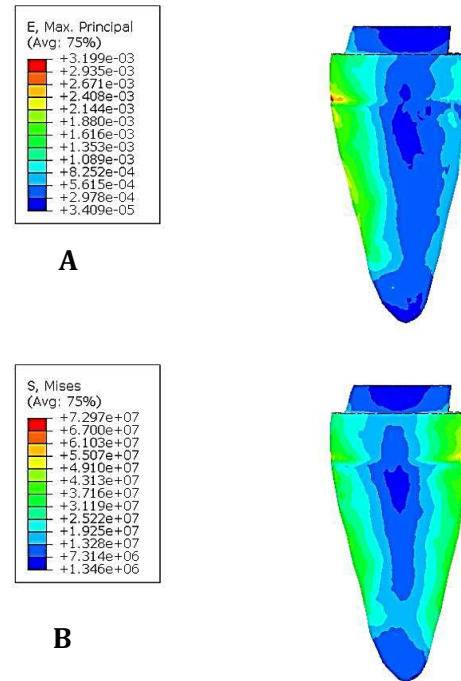 E, Max. Principal
(Avg: 75%)
+3.199e-03
+2.935e-03
+2.671e-03
+2.408e-03
+2.144e-03
+1.880e-03
+1.616e-03
+1.353e-03
+1.089e-03
+8.252e-04
+5.615e-04
+2.978e-04
+3.409e-05
A
S, Mises
(Avg: 75%)
+7.297e+07
+6.700e+07
+6.103e+07
+5.507e+07
+4.910e+07
+4.313e+07
+3.716e+07
+3.119e+07
+2.522e+07
+1.925e+07
+1.328e+07
+7.314e+06
+1.346e+06
B